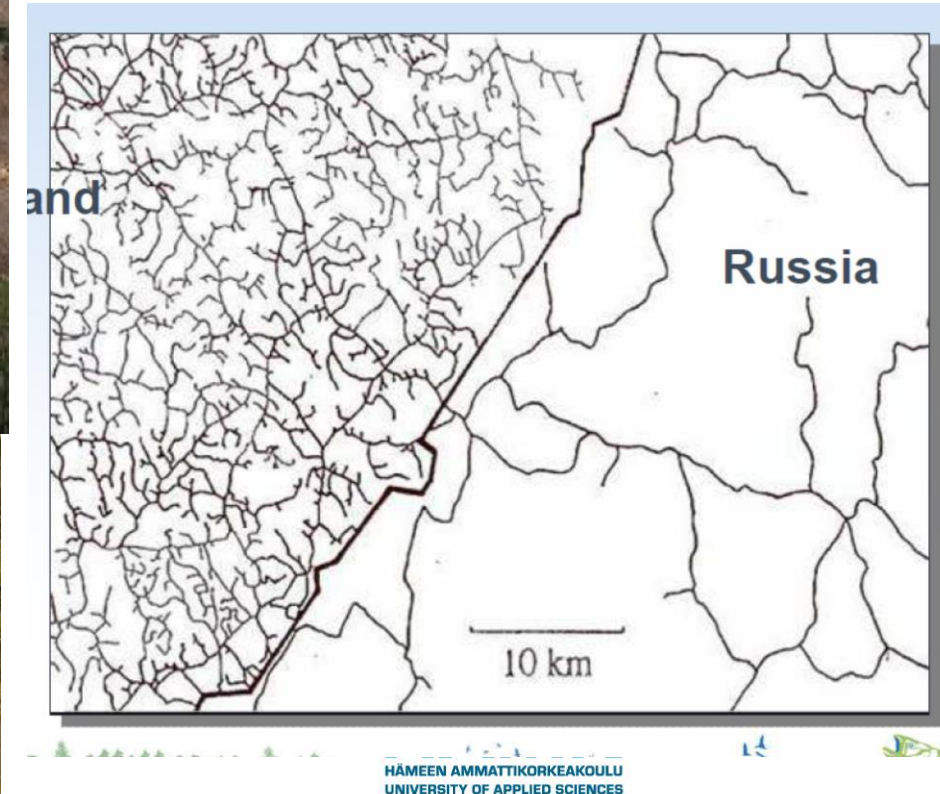 and
Russia
10 km
HÄMEEN AMMATTIKORKEAKOULU
UNIVERSITY OF APPLIED SCIENCES